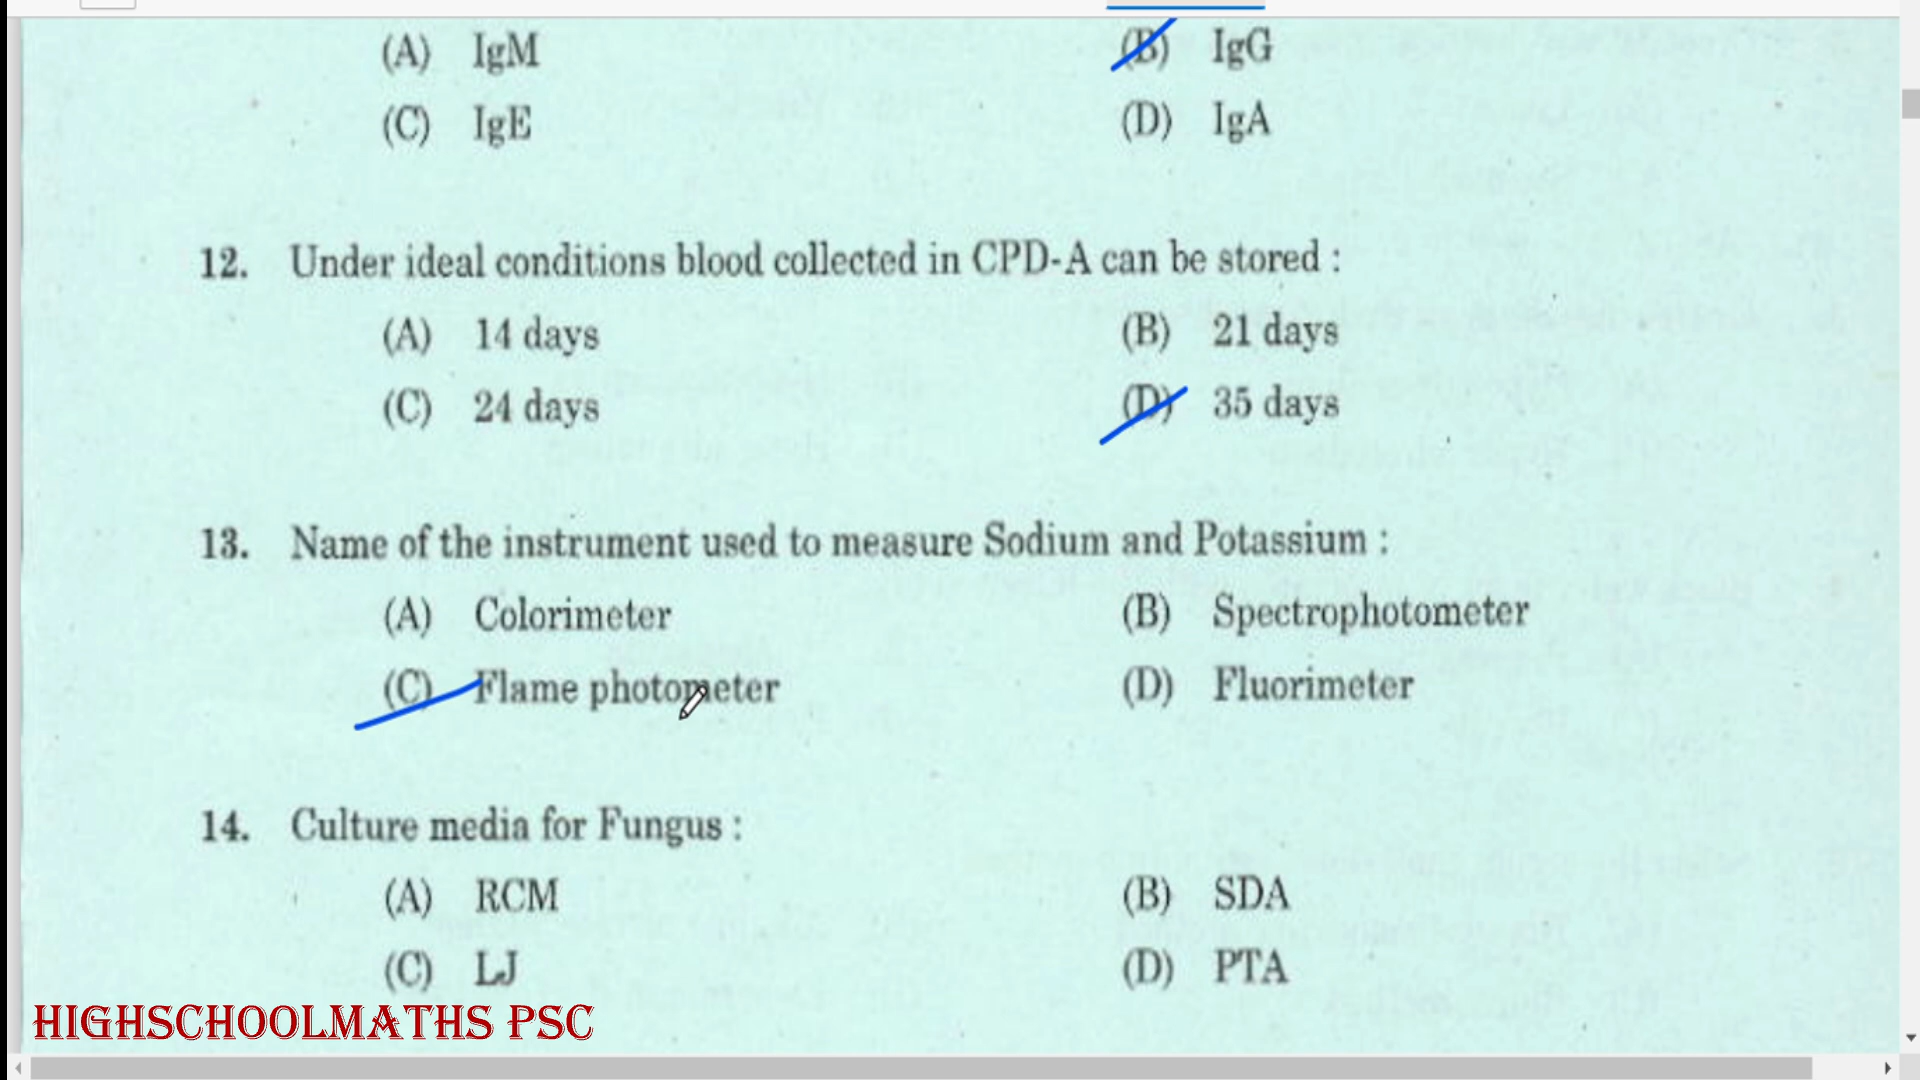 (A) IgM (B) IgG
(C) IgE (D) IgA
12. Under ideal conditions blood collected in CPD-A can be stored :
(A) 14 days (B) 21 days
(C) 24 days (D) 35 days
13. Name of the instrument used to measure Sodium and Potassium :
(A) Colorimeter (B) Spectrophotometer
(C) Flame photometer (D) Fluorimeter
14. Culture media for Fungus :
(A) RCM (B) SDA
(C) LJ (D) PTA
HIGHSCHOOLMATHS PSC